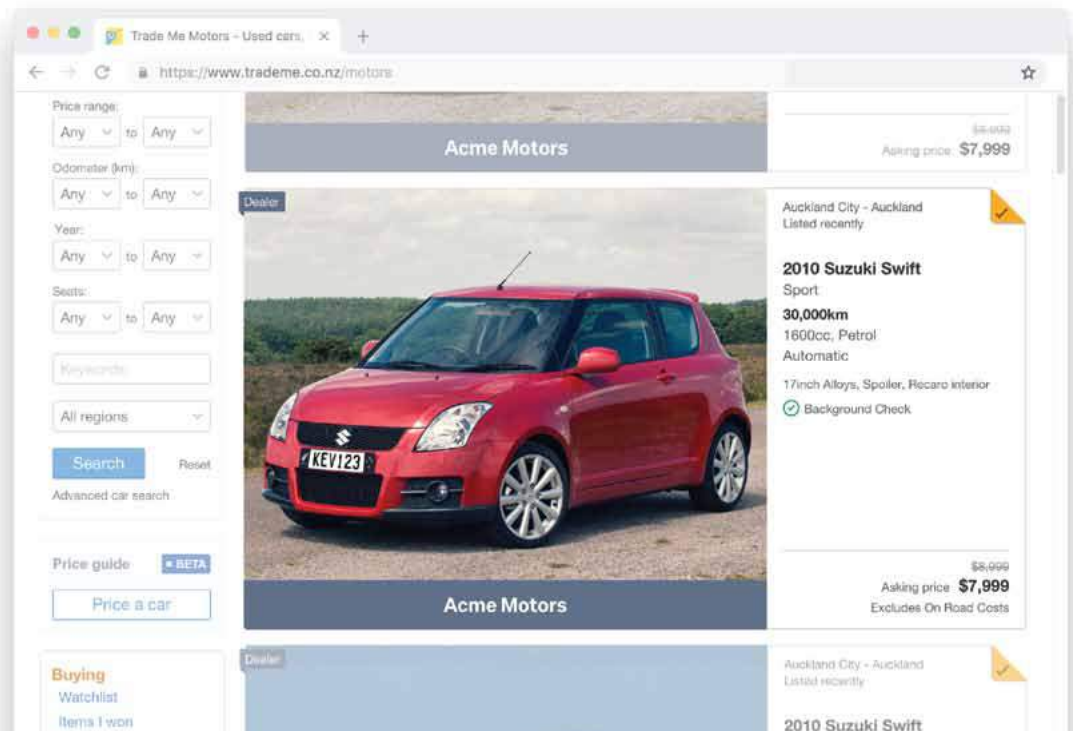 Trade Me Motors - Used cars,
https://www.trademe.co.nz/motors
Price range:
Any to Any
Odometer (km):
Any to Any
Year:
Any to Any
Seats:
Any to Any
Keywords:
All regions
Search Reset
Advanced car search
Price guide BETA
Price a car
Buying
Watchlist
Items I won
Acme Motors
Asking price $7,999
Dealer
KEV123
Acme Motors
Auckland City - Auckland
Listed recently
2010 Suzuki Swift
Sport
30,000km
1600cc, Petrol
Automatic
17inch Alloys, Spoiler, Recaro interior
Background Check
$8,999
Asking price $7,999
Excludes On Road Costs
Dealer
Auckland City - Auckland
Listed recently
2010 Suzuki Swift